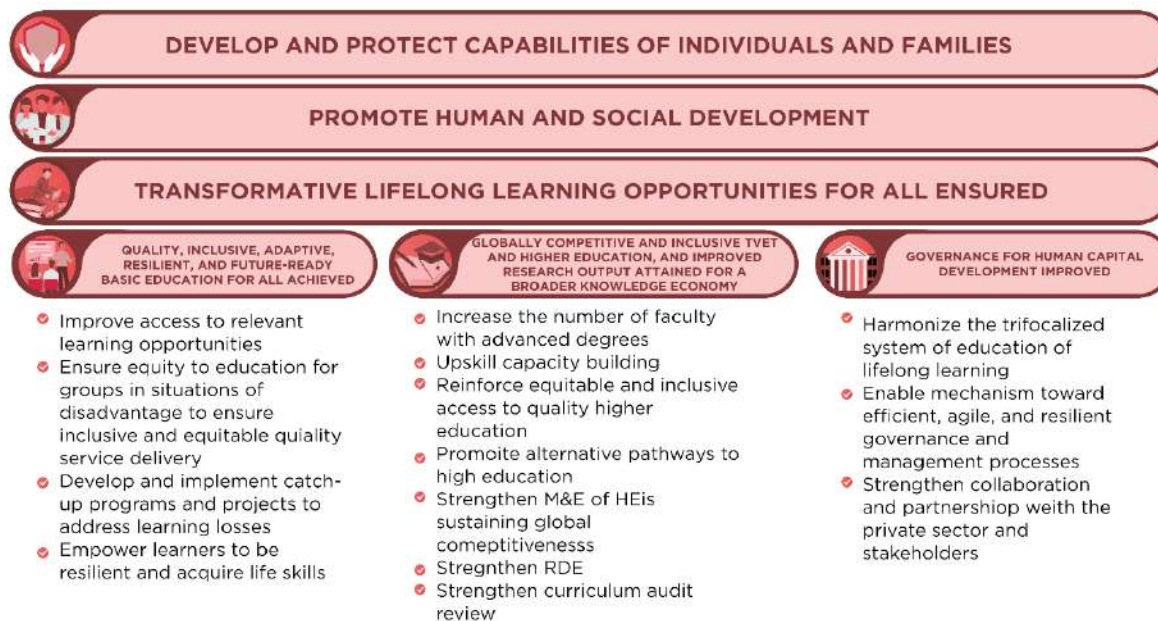 DEVELOP AND PROTECT CAPABILITIES OF INDIVIDUALS AND FAMILIES
PROMOTE HUMAN AND SOCIAL DEVELOPMENT
TRANSFORMATIVE LIFELONG LEARNING OPPORTUNITIES FOR ALL ENSURED
QUALITY, INCLUSIVE, ADAPTIVE,
RESILIENT, AND FUTURE-READY
BASIC EDUCATION FOR ALL ACHIEVED
Improve access to relevant
learning opportunities
Ensure equity to education for
groups in situations of
disadvantage to ensure
inclusive and equitable quiality
service delivery
Develop and implement catch-
up programs and projects to
address learning losses
Empower learners to be
resilient and acquire life skills
GLOBALLY COMPETITIVE AND INCLUSIVE TVET
AND HIGHER EDUCATION, AND IMPROVED
RESEARCH OUTPUT ATTAINED FOR A
BROADER KNOWLEDGE ECONOMY
Increase the number of faculty
with advanced degrees
Upskill capacity building
Reinforce equitable and inclusive
access to quality higher
education
Promoite alternative pathways to
high education
Strengthen M&E of HEis
sustaining global
comeptitivenesss
Stregnthen RDE
Strengthen curriculum audit
review
GOVERNANCE FOR HUMAN CAPITAL
DEVELOPMENT IMPROVED
Harmonize the trifocalized
system of education of
lifelong learning
Enable mechanism toward
efficient, agile, and resilient
governance and
management processes
Strengthen collaboration
and partnershiop weith the
private sector and
stakeholders